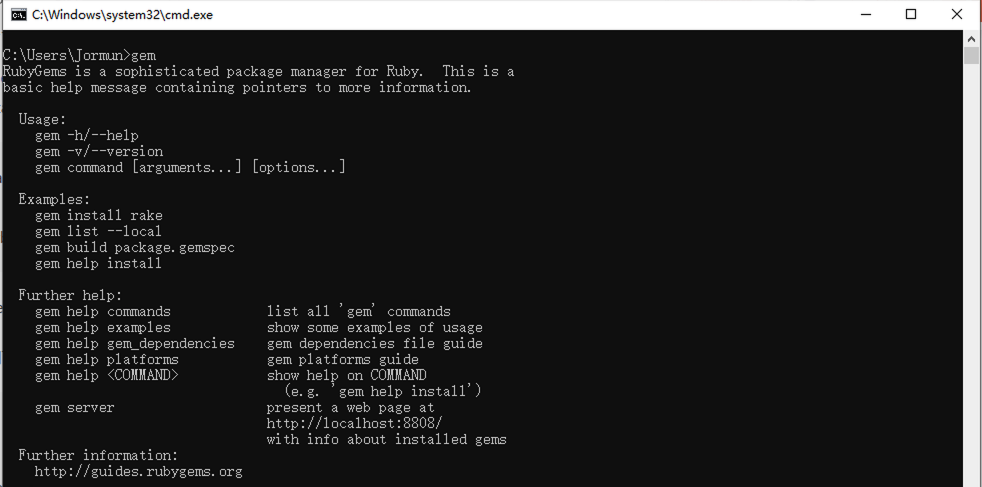 C:\Windows\system32\cmd.exe
C:\Users\Jormun>gem
RubyGems is a sophisticated package manager for Ruby.  This is a
basic help message containing pointers to more information.
Usage:
gem -h/--help
gem -v/--version
gem command [arguments...] [options...]
Examples:
gem install rake
gem list --local
gem build package.gemspec
gem help install
Further help:
gem help commands            list all 'gem' commands
gem help examples            show some examples of usage
gem help gem_dependencies    gem dependencies file guide
gem help platforms           gem platforms guide
gem help <COMMAND>           show help on COMMAND
(e.g. 'gem help install')
gem server                   present a web page at
http://localhost:8808/
with info about installed gems
Further information:
http://guides.rubygems.org